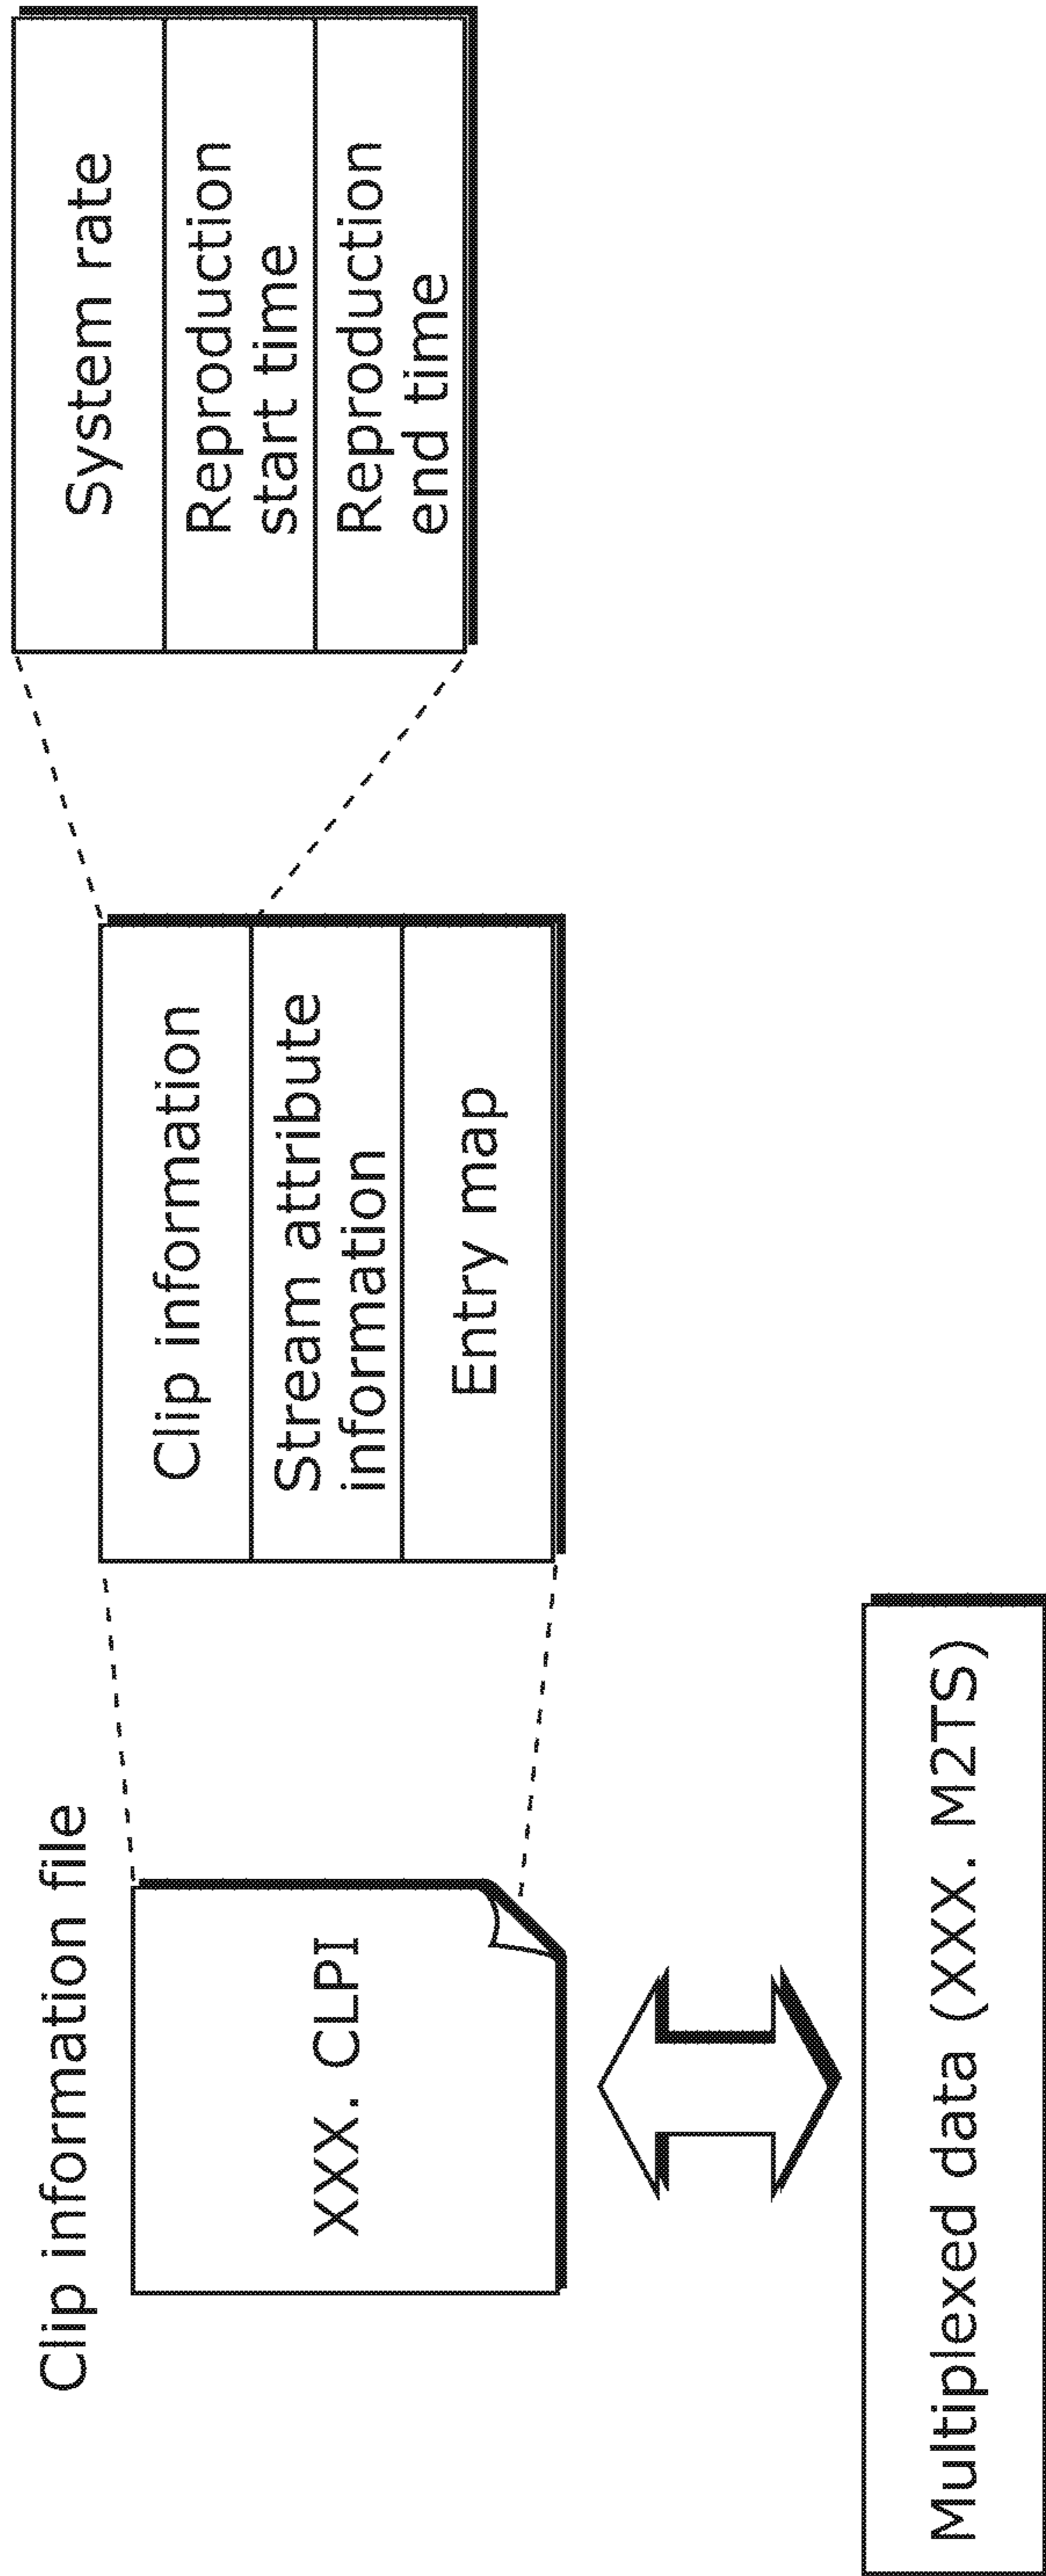 Clip information file
XXX. CLPI
Multiplexed data (XXX. M2TS)
Clip information
Stream attribute
information
Entry map
System rate
Reproduction
start time
Reproduction
end time